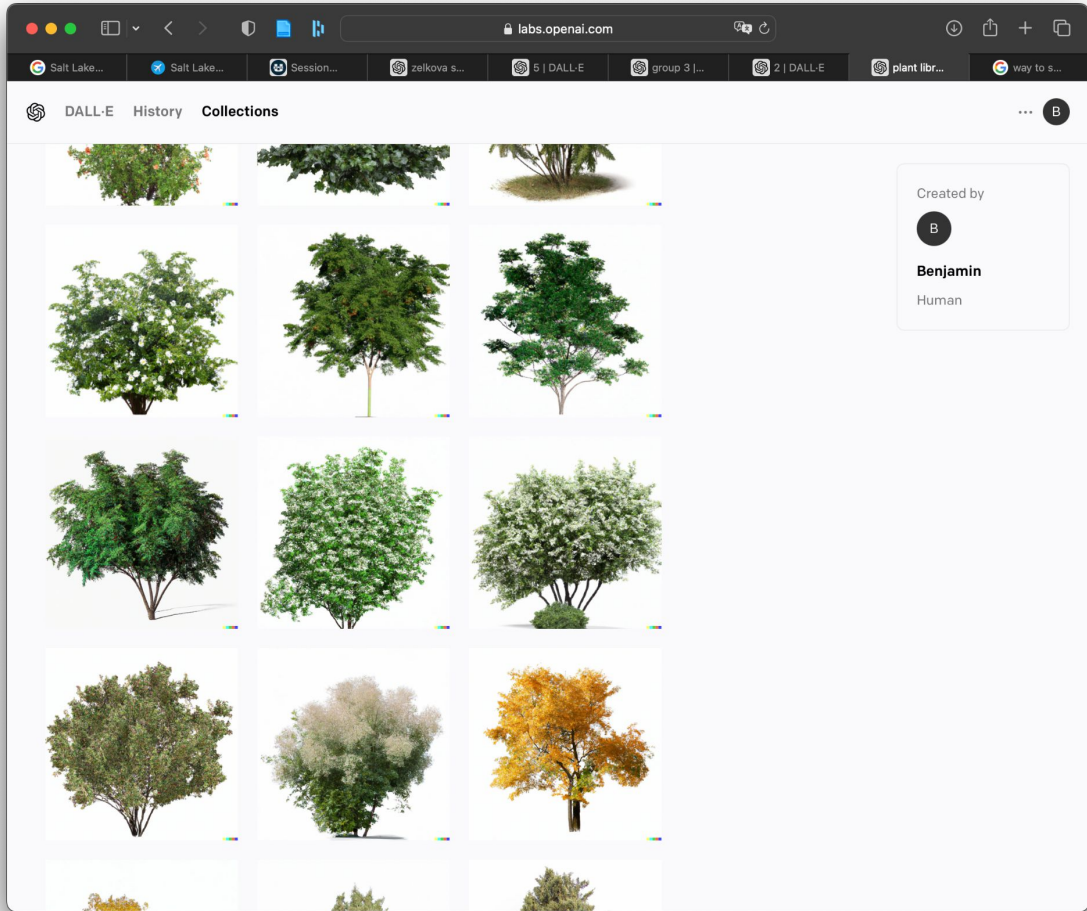 labs.openai.com
Salt Lake...
Salt Lake...
Session...
zelkova s...
5 | DALL·E
group 3 |...
2 | DALL·E
plant libr...
way to s...
DALL·E
History
Collections
B
Created by
B
Benjamin
Human